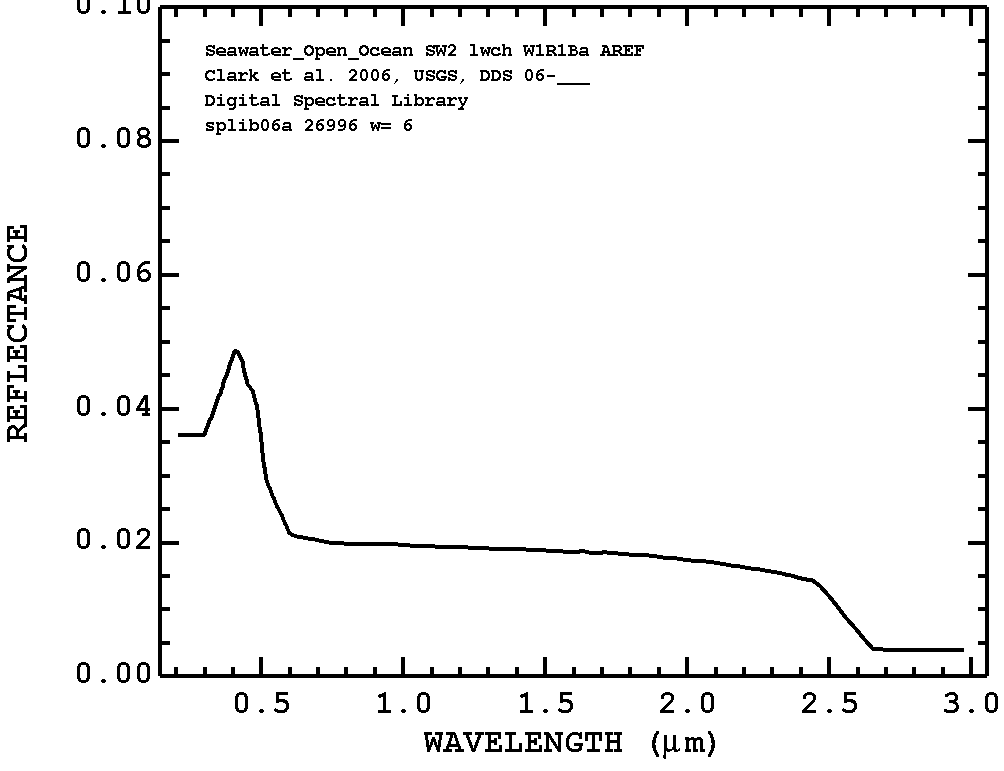 0.10
Seawater_Open_Ocean SW2 lwch W1R1Ba AREF
Clark et al. 2006, USGS, DDS 06-___
Digital Spectral Library
splib06a 26996 w= 6
0.08
0.06
0.04
0.02
0.00
REFLECTANCE
0.5 1.0 1.5 2.0 2.5 3.0
WAVELENGTH (μm)